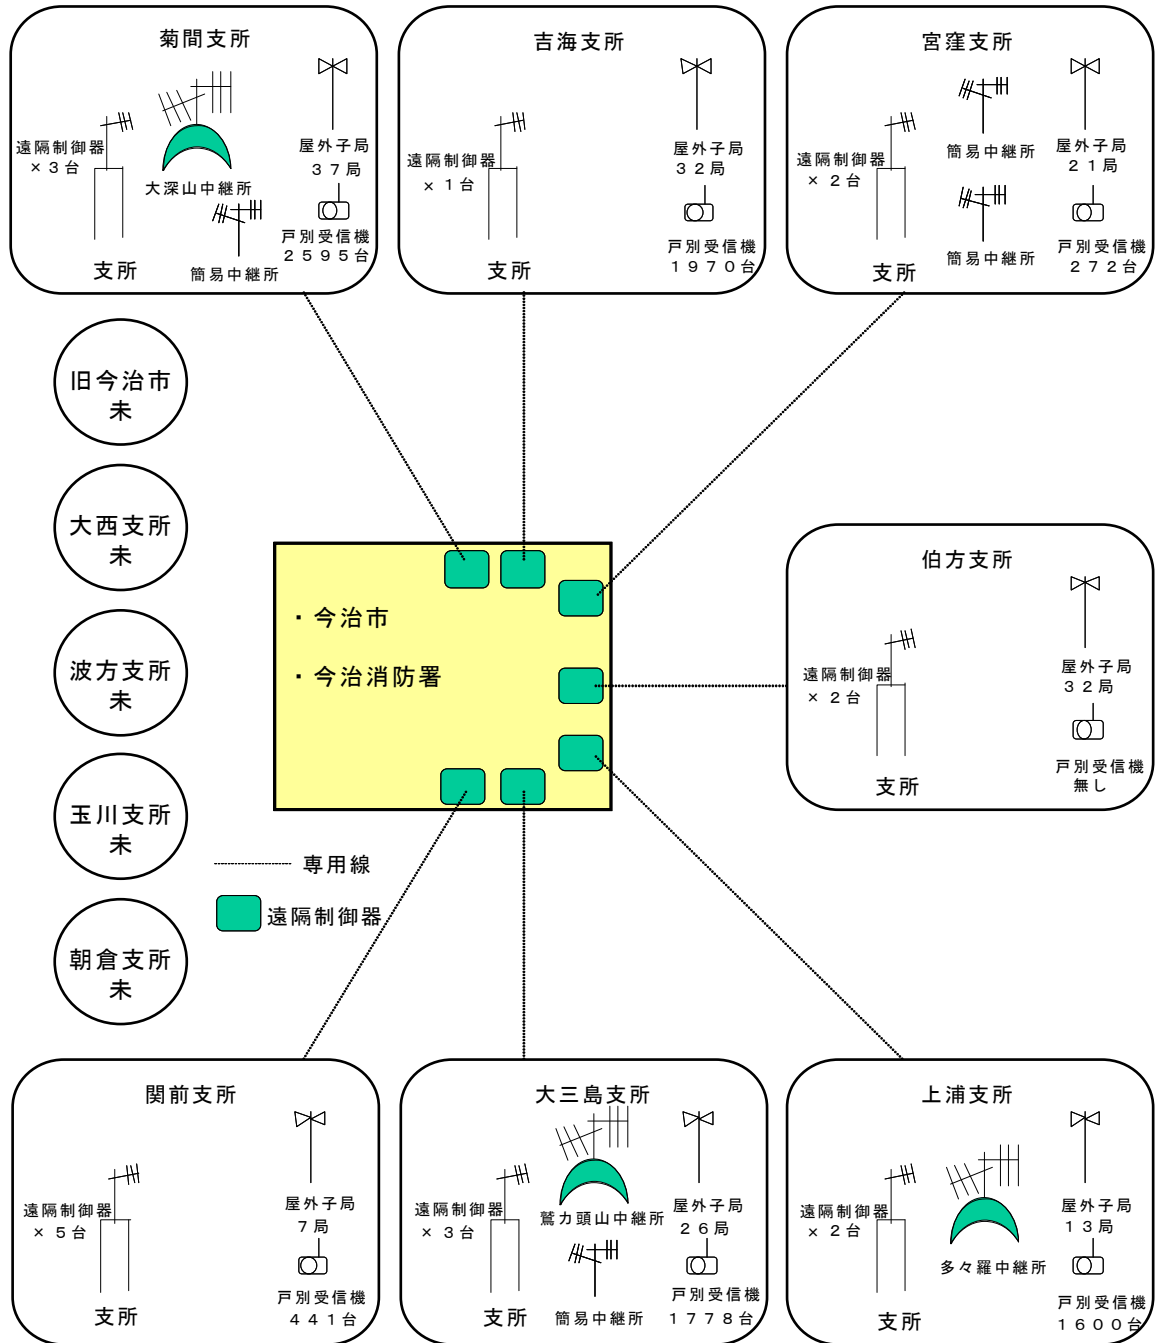 菊間支所
遠隔制御器
×３台
大深山中継所
屋外子局
３７局
戸別受信機
２５９５台
簡易中継所
支所
吉海支所
遠隔制御器
×１台
屋外子局
３２局
戸別受信機
１９７０台
支所
宮窪支所
遠隔制御器
×２台
簡易中継所
簡易中継所
屋外子局
２１局
戸別受信機
２７２台
支所
旧今治市
未
大西支所
未
波方支所
未
玉川支所
未
朝倉支所
未
・今治市
・今治消防署
専用線
遠隔制御器
伯方支所
遠隔制御器
×２台
屋外子局
３２局
戸別受信機
無し
支所
関前支所
遠隔制御器
×５台
屋外子局
７局
戸別受信機
４４１台
支所
大三島支所
遠隔制御器
×３台
鷲カ頭山中継所
簡易中継所
屋外子局
２６局
戸別受信機
１７７８台
支所
上浦支所
遠隔制御器
×２台
多々羅中継所
屋外子局
１３局
戸別受信機
１６００台
支所